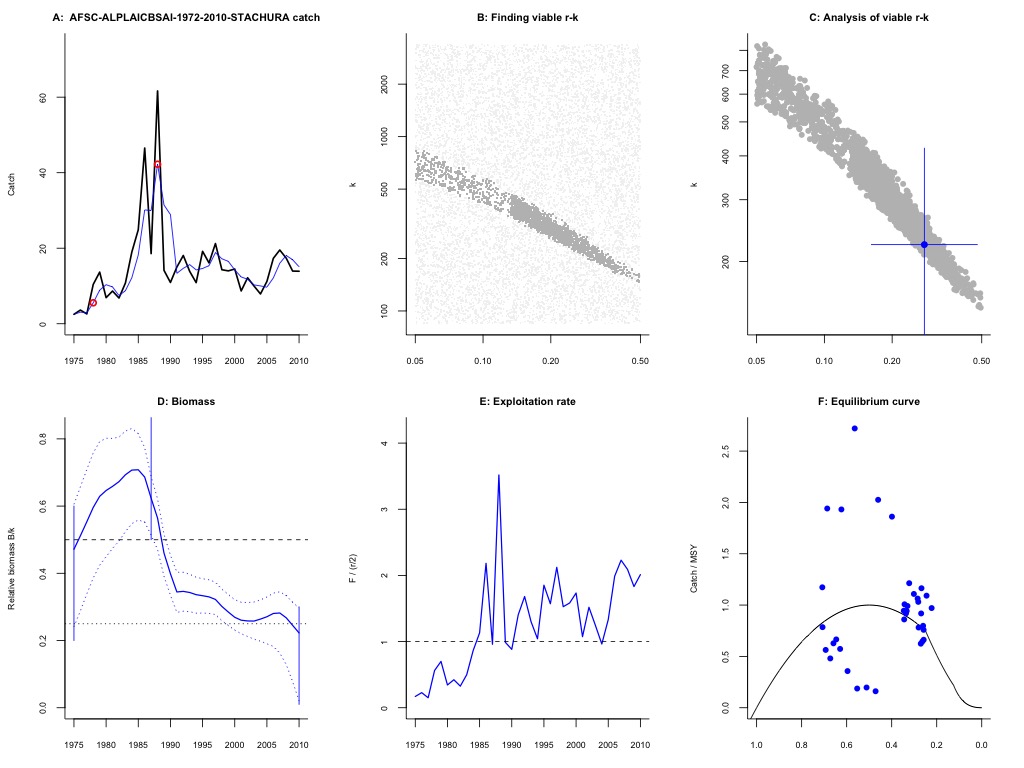 A:  AFSC-ALPLAICBSAI-1972-2010-STACHURA catch
Catch
0
20
40
60
1975 1980 1985 1990 1995 2000 2005 2010
B: Finding viable r-k
k
100
200
500
1000
2000
0.05 0.10 0.20 0.50
C: Analysis of viable r-k
k
200
300
400
500
600
700
0.05 0.10 0.20 0.50
D: Biomass
Relative biomass B/k
0.0
0.2
0.4
0.6
0.8
1975 1980 1985 1990 1995 2000 2005 2010
E: Exploitation rate
F / (r/2)
0
1
2
3
4
1975 1980 1985 1990 1995 2000 2005 2010
F: Equilibrium curve
Catch / MSY
0.0
0.5
1.0
1.5
2.0
2.5
1.0 0.8 0.6 0.4 0.2 0.0